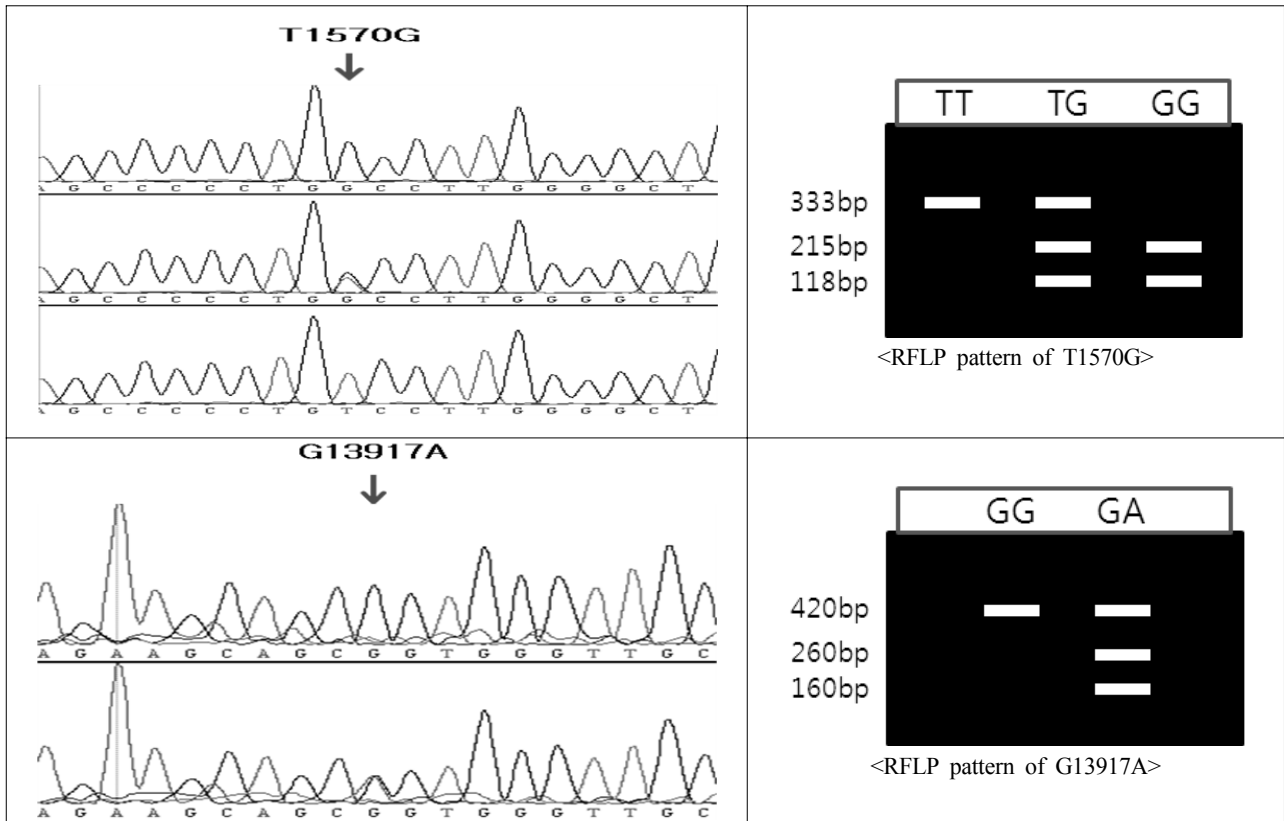 T1570G
A G C C C C C T G G C C T T G G G G C T
A G C C C C C T G G C C T T G G G G C T
A G C C C C C T G T C C T T G G G G C T
TT TG GG
333bp
215bp
118bp
<RFLP pattern of T1570G>
G13917A
A G A A G C A G C G G T G G G T T G C
A G A A G C A G C G G T G G G T T G C
GG GA
420bp
260bp
160bp
<RFLP pattern of G13917A>